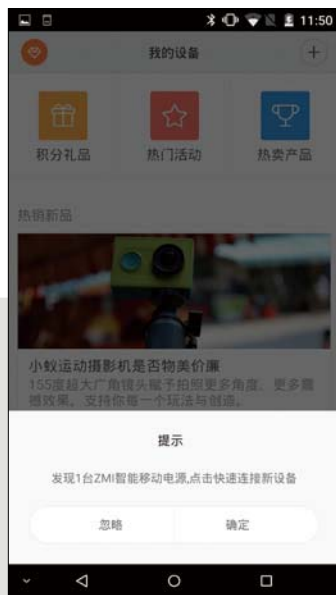 11:50
我的设备
积分礼品 热门活动 热卖产品
热销新品
小蚁运动摄影机是否物美价廉
155度超大广角镜头赋予拍照更多角度，更多震
撼效果，支持你每一个玩法与创造。
提示
发现1台ZMI智能移动电源,点击快速连接新设备
忽略 确定